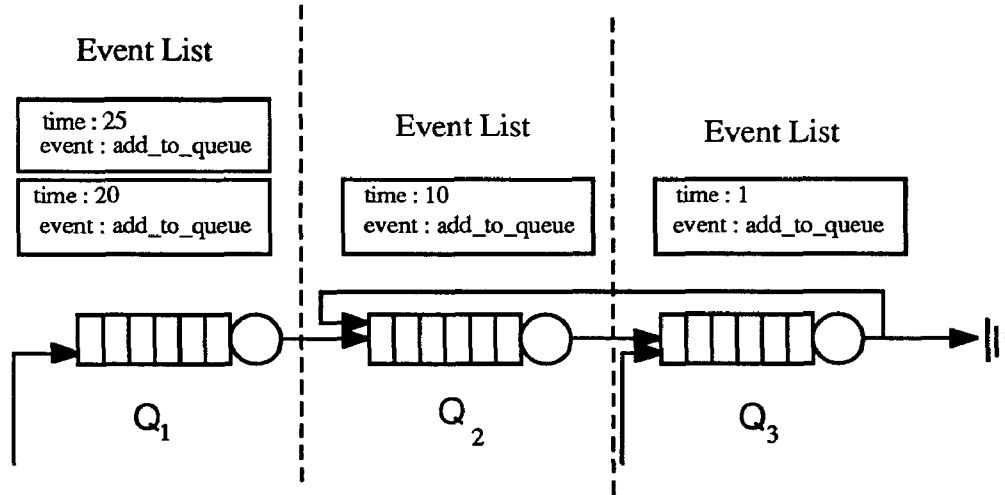 Event List
time : 25
event : add_to_queue
time : 20
event : add_to_queue
Event List
time : 10
event : add_to_queue
Event List
time : 1
event : add_to_queue
Q1
Q2
Q3